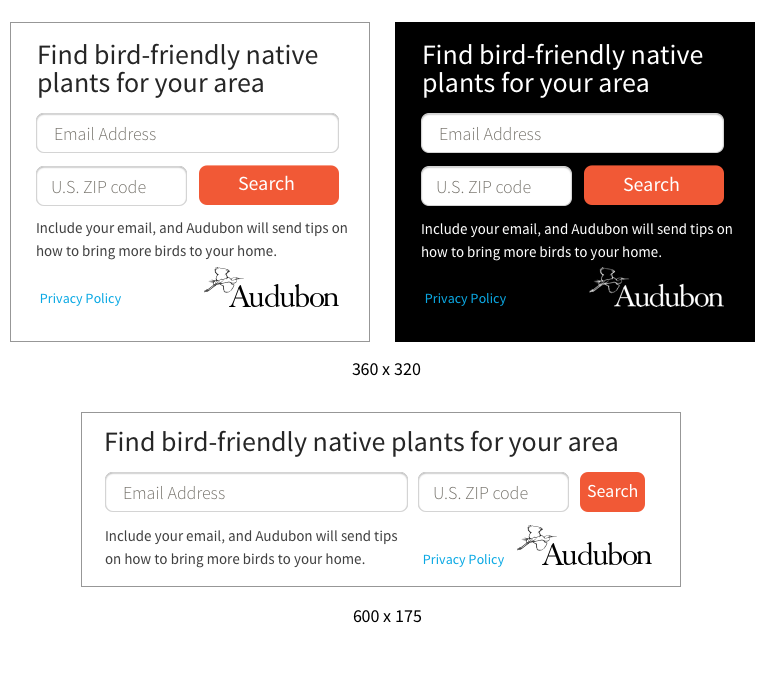 Find bird-friendly native
plants for your area
Email Address
U.S. ZIP code
Search
Include your email, and Audubon will send tips on
how to bring more birds to your home.
Privacy Policy
Audubon
Find bird-friendly native
plants for your area
Email Address
U.S. ZIP code
Search
Include your email, and Audubon will send tips on
how to bring more birds to your home.
Privacy Policy
Audubon
360 x 320
Find bird-friendly native plants for your area
Email Address
U.S. ZIP code
Search
Include your email, and Audubon will send tips
on how to bring more birds to your home.
Privacy Policy
Audubon
600 x 175